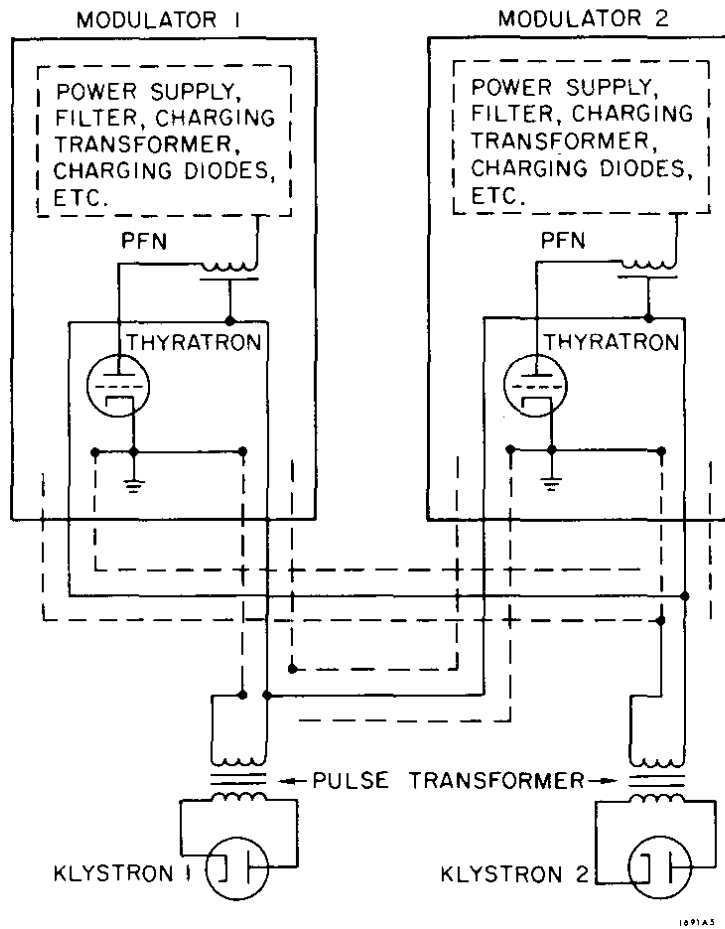 MODULATOR 1
POWER SUPPLY,
FILTER, CHARGING
TRANSFORMER,
CHARGING DIODES,
ETC.
PFN
THYRATRON
MODULATOR 2
POWER SUPPLY,
FILTER, CHARGING
TRANSFORMER,
CHARGING DIODES,
ETC.
PFN
THYRATRON
PULSE TRANSFORMER
KLYSTRON 1
KLYSTRON 2
1691A5